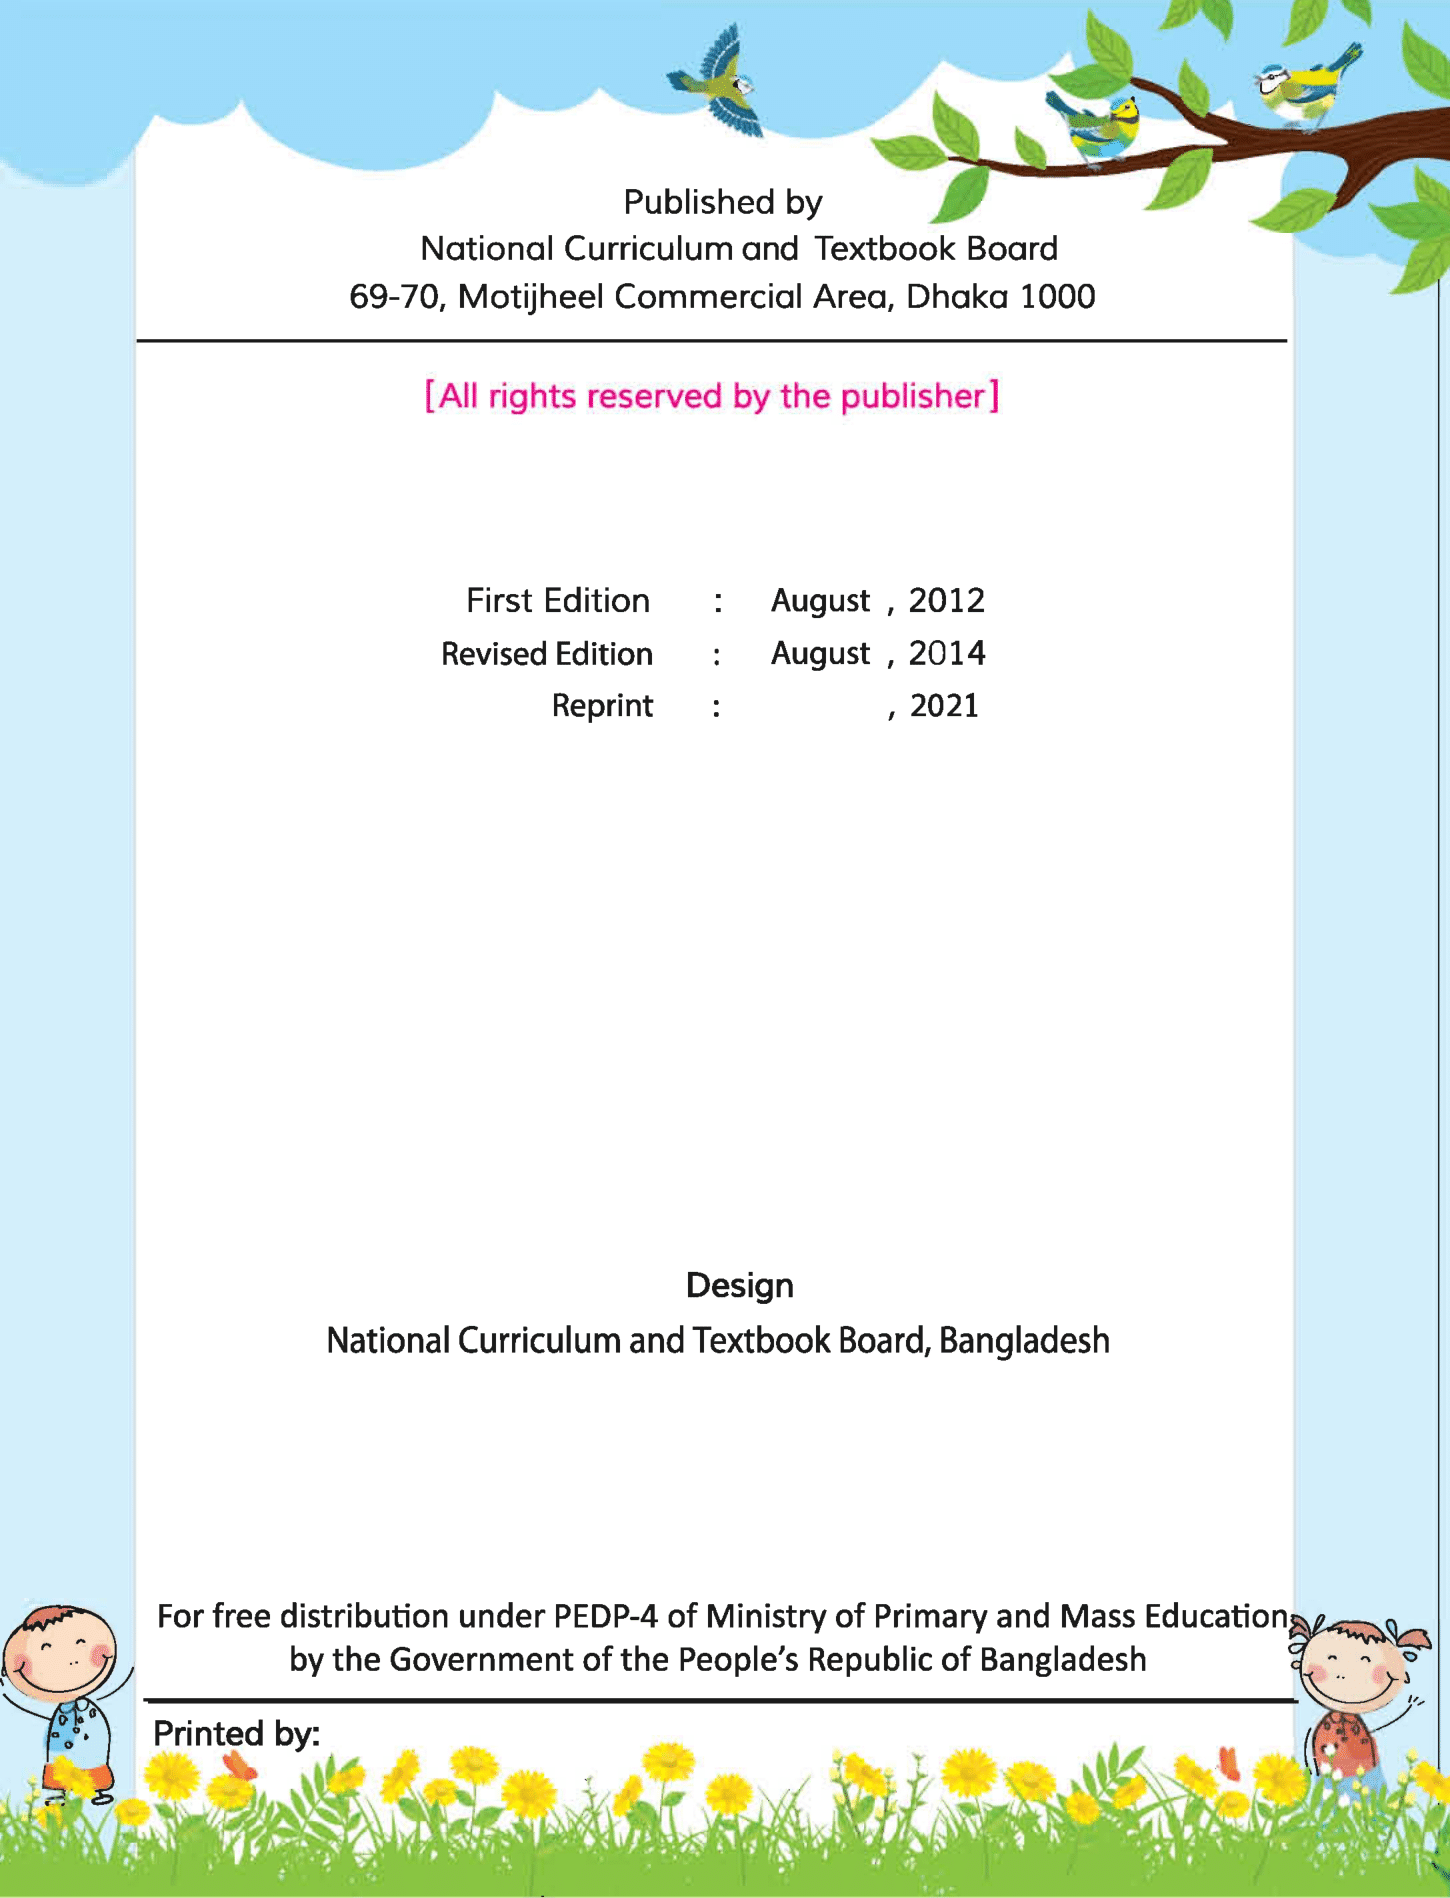 Published by
National Curriculum and Textbook Board
69-70, Motijheel Commercial Area, Dhaka 1000
[All rights reserved by the publisher]
First Edition : August , 2012
Revised Edition : August , 2014
Reprint : , 2021
Design
National Curriculum and Textbook Board, Bangladesh
For free distribution under PEDP-4 of Ministry of Primary and Mass Education
by the Government of the People’s Republic of Bangladesh
Printed by: